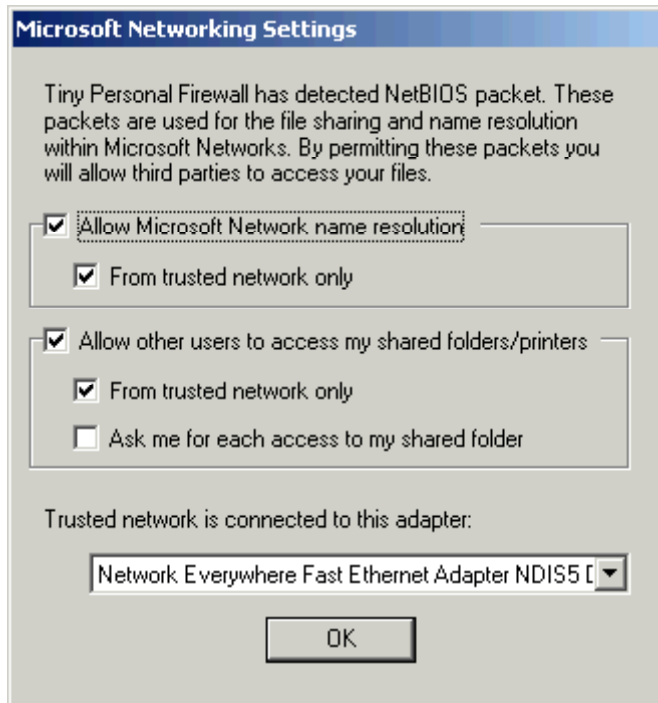 Microsoft Networking Settings
Tiny Personal Firewall has detected NetBIOS packet. These
packets are used for the file sharing and name resolution
within Microsoft Networks. By permitting these packets you
will allow third parties to access your files.
Allow Microsoft Network name resolution
From trusted network only
Allow other users to access my shared folders/printers
From trusted network only
Ask me for each access to my shared folder
Trusted network is connected to this adapter:
Network Everywhere Fast Ethernet Adapter NDIS5
OK